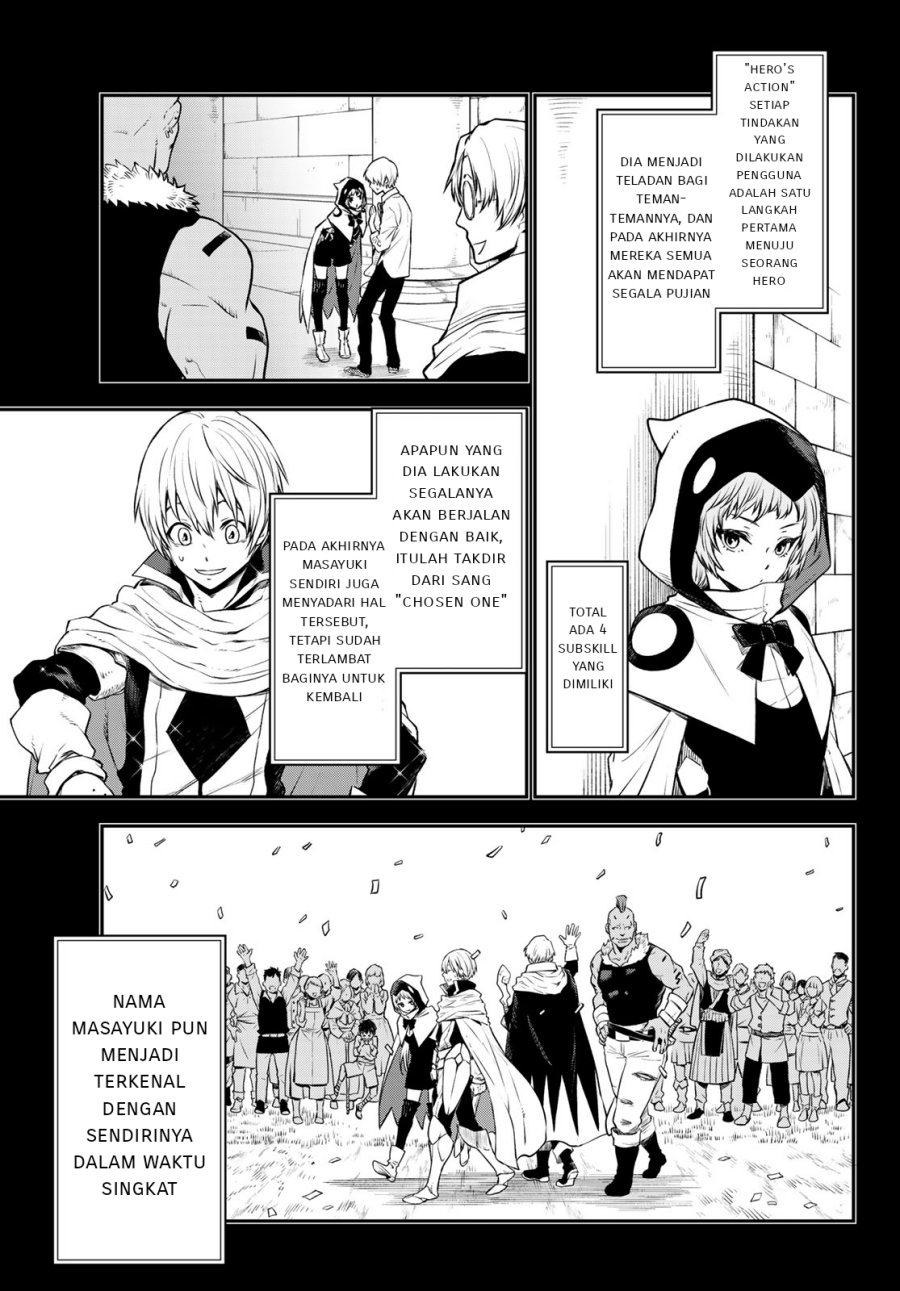 "HERO'S
ACTION"
SETIAP
TINDAKAN
YANG
DILAKUKAN
PENGGUNA
ADALAH SATU
LANGKAH
PERTAMA
MENUJU
SEORANG
HERO
DIA MENJADI
TELADAN BAGI
TEMAN-
TEMANNYA, DAN
PADA AKHIRNYA
MEREKA SEMUA
AKAN MENDAPAT
SEGALA PUJIAN
TOTAL
ADA 4
SUBSKILL
YANG
DIMILIKI
APAPUN YANG
DIA LAKUKAN
SEGALANYA
AKAN BERJALAN
DENGAN BAIK,
ITULAH TAKDIR
DARI SANG
"CHOSEN ONE"
PADA AKHIRNYA
MASAYUKI
SENDIRI JUGA
MENYADARI HAL
TERSEBUT,
TETAPI SUDAH
TERLAMBAT
BAGINYA UNTUK
KEMBALI
NAMA
MASAYUKI PUN
MENJADI
TERKENAL
DENGAN
SENDIRINYA
DALAM WAKTU
SINGKAT